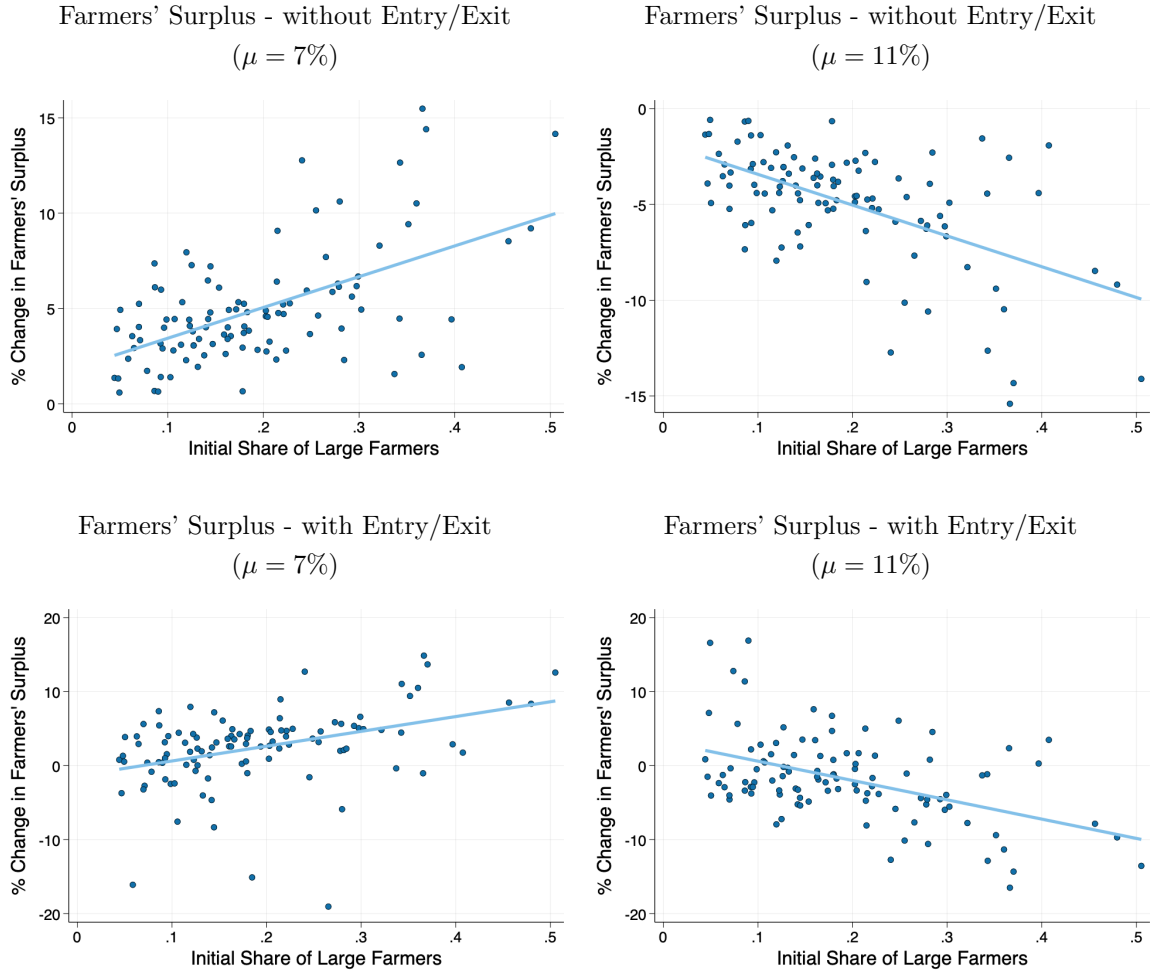 Farmers' Surplus - without Entry/Exit
(μ = 7%)
15
10
5
0
% Change in Farmers' Surplus
0 .1 .2 .3 .4 .5
Initial Share of Large Farmers
Farmers' Surplus - without Entry/Exit
(μ = 11%)
0
-5
-10
-15
% Change in Farmers' Surplus
0 .1 .2 .3 .4 .5
Initial Share of Large Farmers
Farmers' Surplus - with Entry/Exit
(μ = 7%)
20
10
0
-10
-20
% Change in Farmers' Surplus
0 .1 .2 .3 .4 .5
Initial Share of Large Farmers
Farmers' Surplus - with Entry/Exit
(μ = 11%)
20
10
0
-10
-20
% Change in Farmers' Surplus
0 .1 .2 .3 .4 .5
Initial Share of Large Farmers